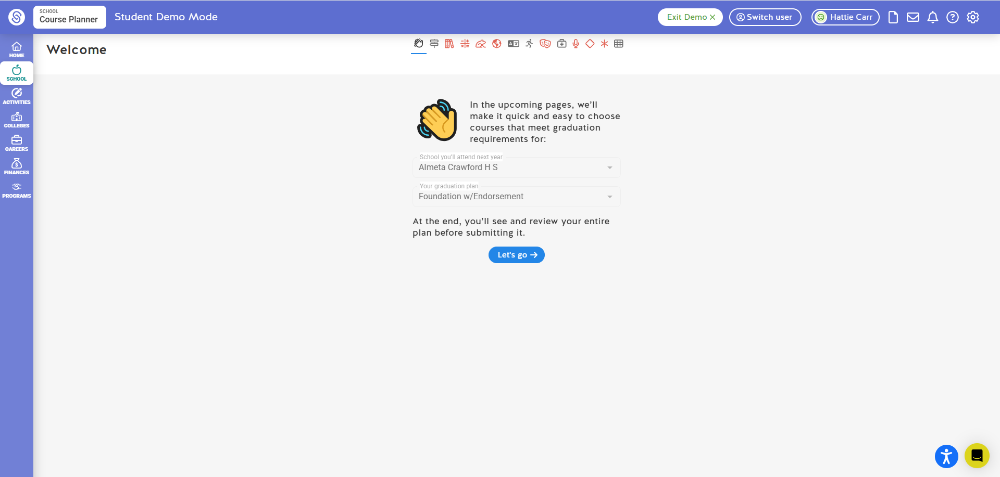 SCHOOL
Course Planner
Student Demo Mode
Exit Demo
Switch user
Hattie Carr
HOME
SCHOOL
ACTIVITIES
COLLEGES
CAREERS
FINANCES
PROGRAMS
Welcome
In the upcoming pages, we'll
make it quick and easy to choose
courses that meet graduation
requirements for:
School you'll attend next year
Almeta Crawford H S
Your graduation plan
Foundation w/Endorsement
At the end, you'll see and review your entire
plan before submitting it.
Let's go